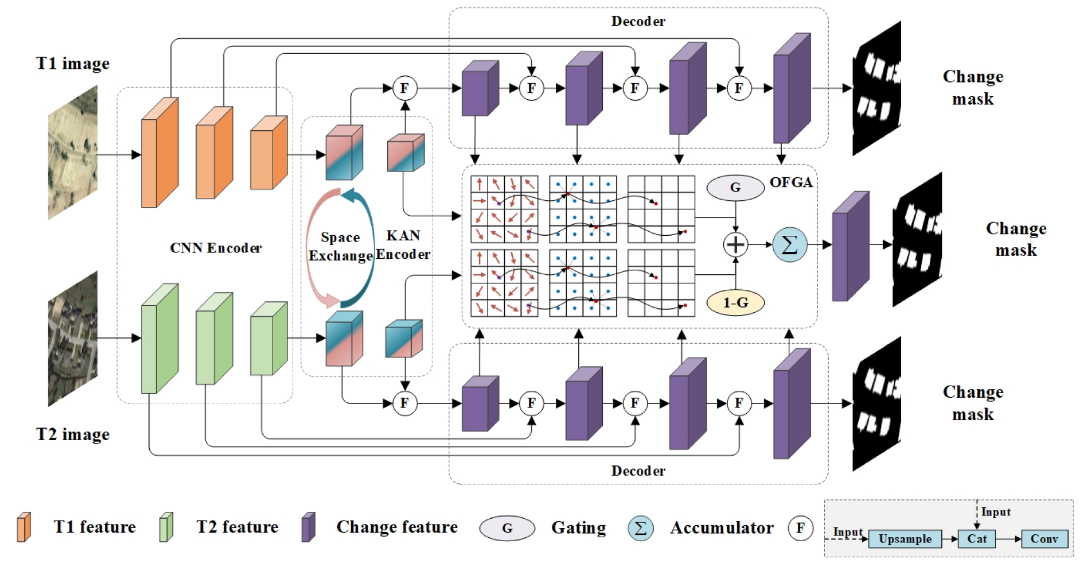 Decoder
T1 image
F
F
F
F
Change
mask
CNN Encoder
Space
Exchange
KAN
Encoder
OFGA
G
Σ
1-G
Change
mask
T2 image
F
F
F
F
Change
mask
Decoder
T1 feature
T2 feature
Change feature
G
Gating
Σ
Accumulator
F
Input
Input
Upsample
Cat
Conv